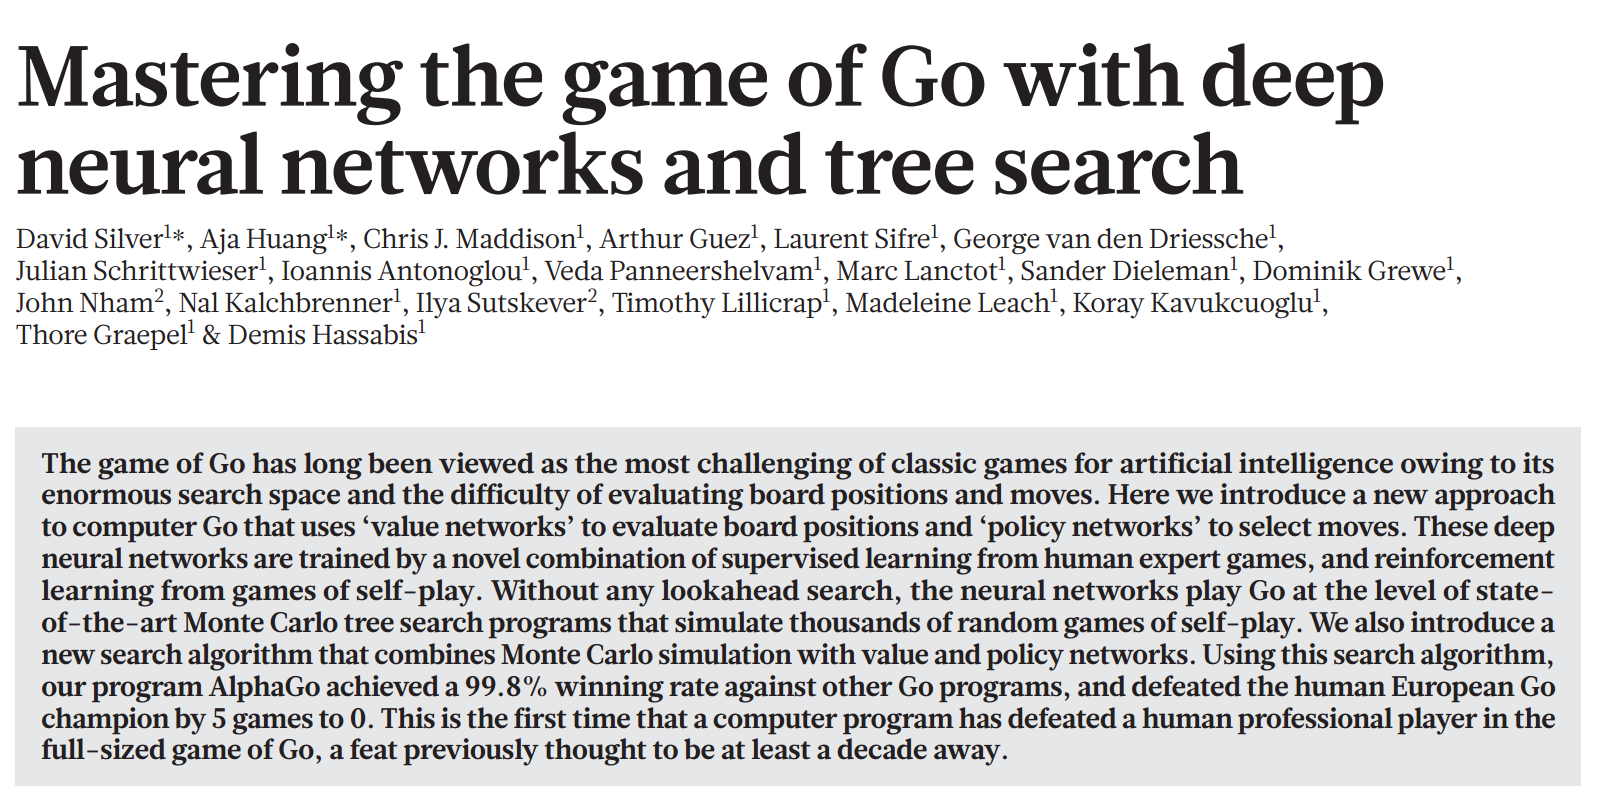 Mastering the game of Go with deep
neural networks and tree search
David Silver¹*, Aja Huang¹*, Chris J. Maddison¹, Arthur Guez¹, Laurent Sifre¹, George van den Driessche¹,
Julian Schrittwieser¹, Ioannis Antonoglou¹, Veda Panneershelvam¹, Marc Lanctot¹, Sander Dieleman¹, Dominik Grewe¹,
John Nham², Nal Kalchbrenner¹, Ilya Sutskever², Timothy Lillicrap¹, Madeleine Leach¹, Koray Kavukcuoglu¹,
Thore Graepel¹ & Demis Hassabis¹
The game of Go has long been viewed as the most challenging of classic games for artificial intelligence owing to its
enormous search space and the difficulty of evaluating board positions and moves. Here we introduce a new approach
to computer Go that uses ‘value networks’ to evaluate board positions and ‘policy networks’ to select moves. These deep
neural networks are trained by a novel combination of supervised learning from human expert games, and reinforcement
learning from games of self-play. Without any lookahead search, the neural networks play Go at the level of state-
of-the-art Monte Carlo tree search programs that simulate thousands of random games of self-play. We also introduce a
new search algorithm that combines Monte Carlo simulation with value and policy networks. Using this search algorithm,
our program AlphaGo achieved a 99.8% winning rate against other Go programs, and defeated the human European Go
champion by 5 games to 0. This is the first time that a computer program has defeated a human professional player in the
full-sized game of Go, a feat previously thought to be at least a decade away.